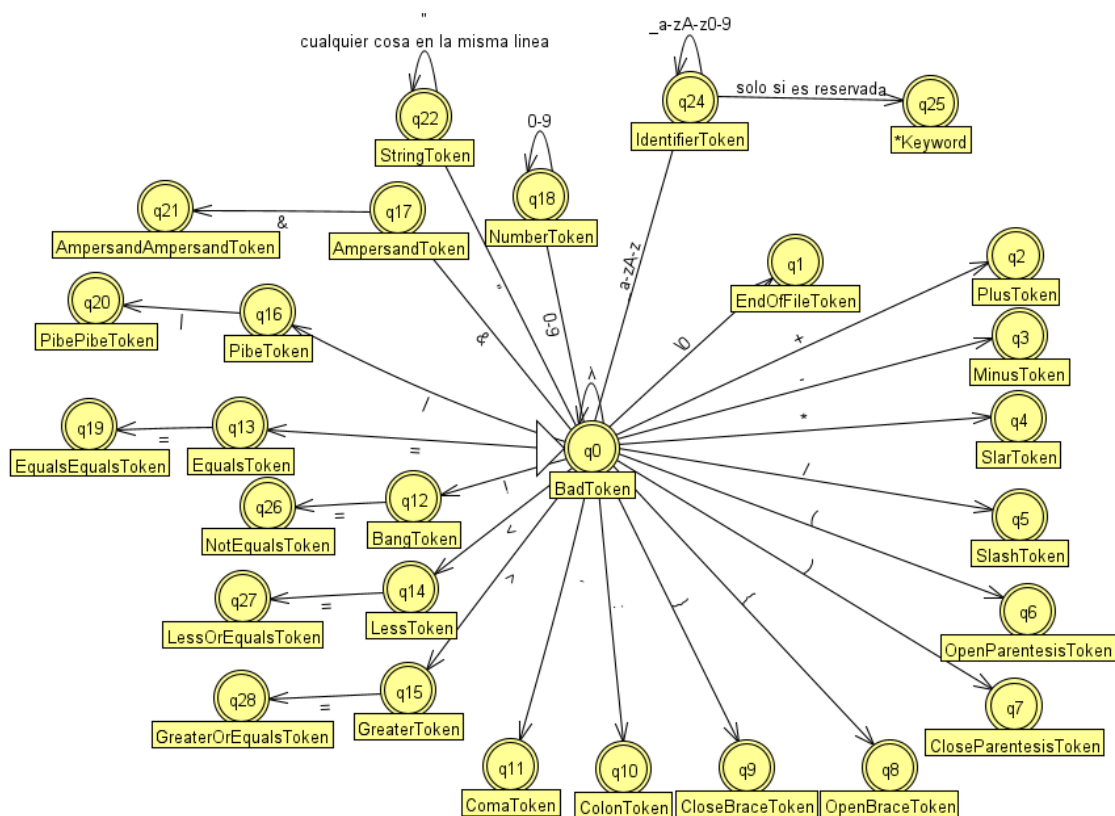 "
cualquier cosa en la misma linea
q22
StringToken
_a-zA-z0-9
q24
IdentifierToken
solo si es reservada
q25
*Keyword
0-9
q18
NumberToken
q21
AmpersandAmpersandToken
&
q17
AmpersandToken
"
0-9
_a-zA-z
q1
EndOfFileToken
\0
q2
PlusToken
+
q20
PibePibeToken
|
q16
PibeToken
|
&
λ
q3
MinusToken
-
q4
SlarToken
*
q19
EqualsEqualsToken
=
q13
EqualsToken
=
q0
BadToken
q5
SlashToken
/
q26
NotEqualsToken
=
q12
BangToken
!
q6
OpenParentesisToken
(
q27
LessOrEqualsToken
=
q14
LessToken
<
q7
CloseParentesisToken
)
q28
GreaterOrEqualsToken
=
q15
GreaterToken
>
q11
ComaToken
,
q10
ColonToken
:
q9
CloseBraceToken
}
q8
OpenBraceToken
{